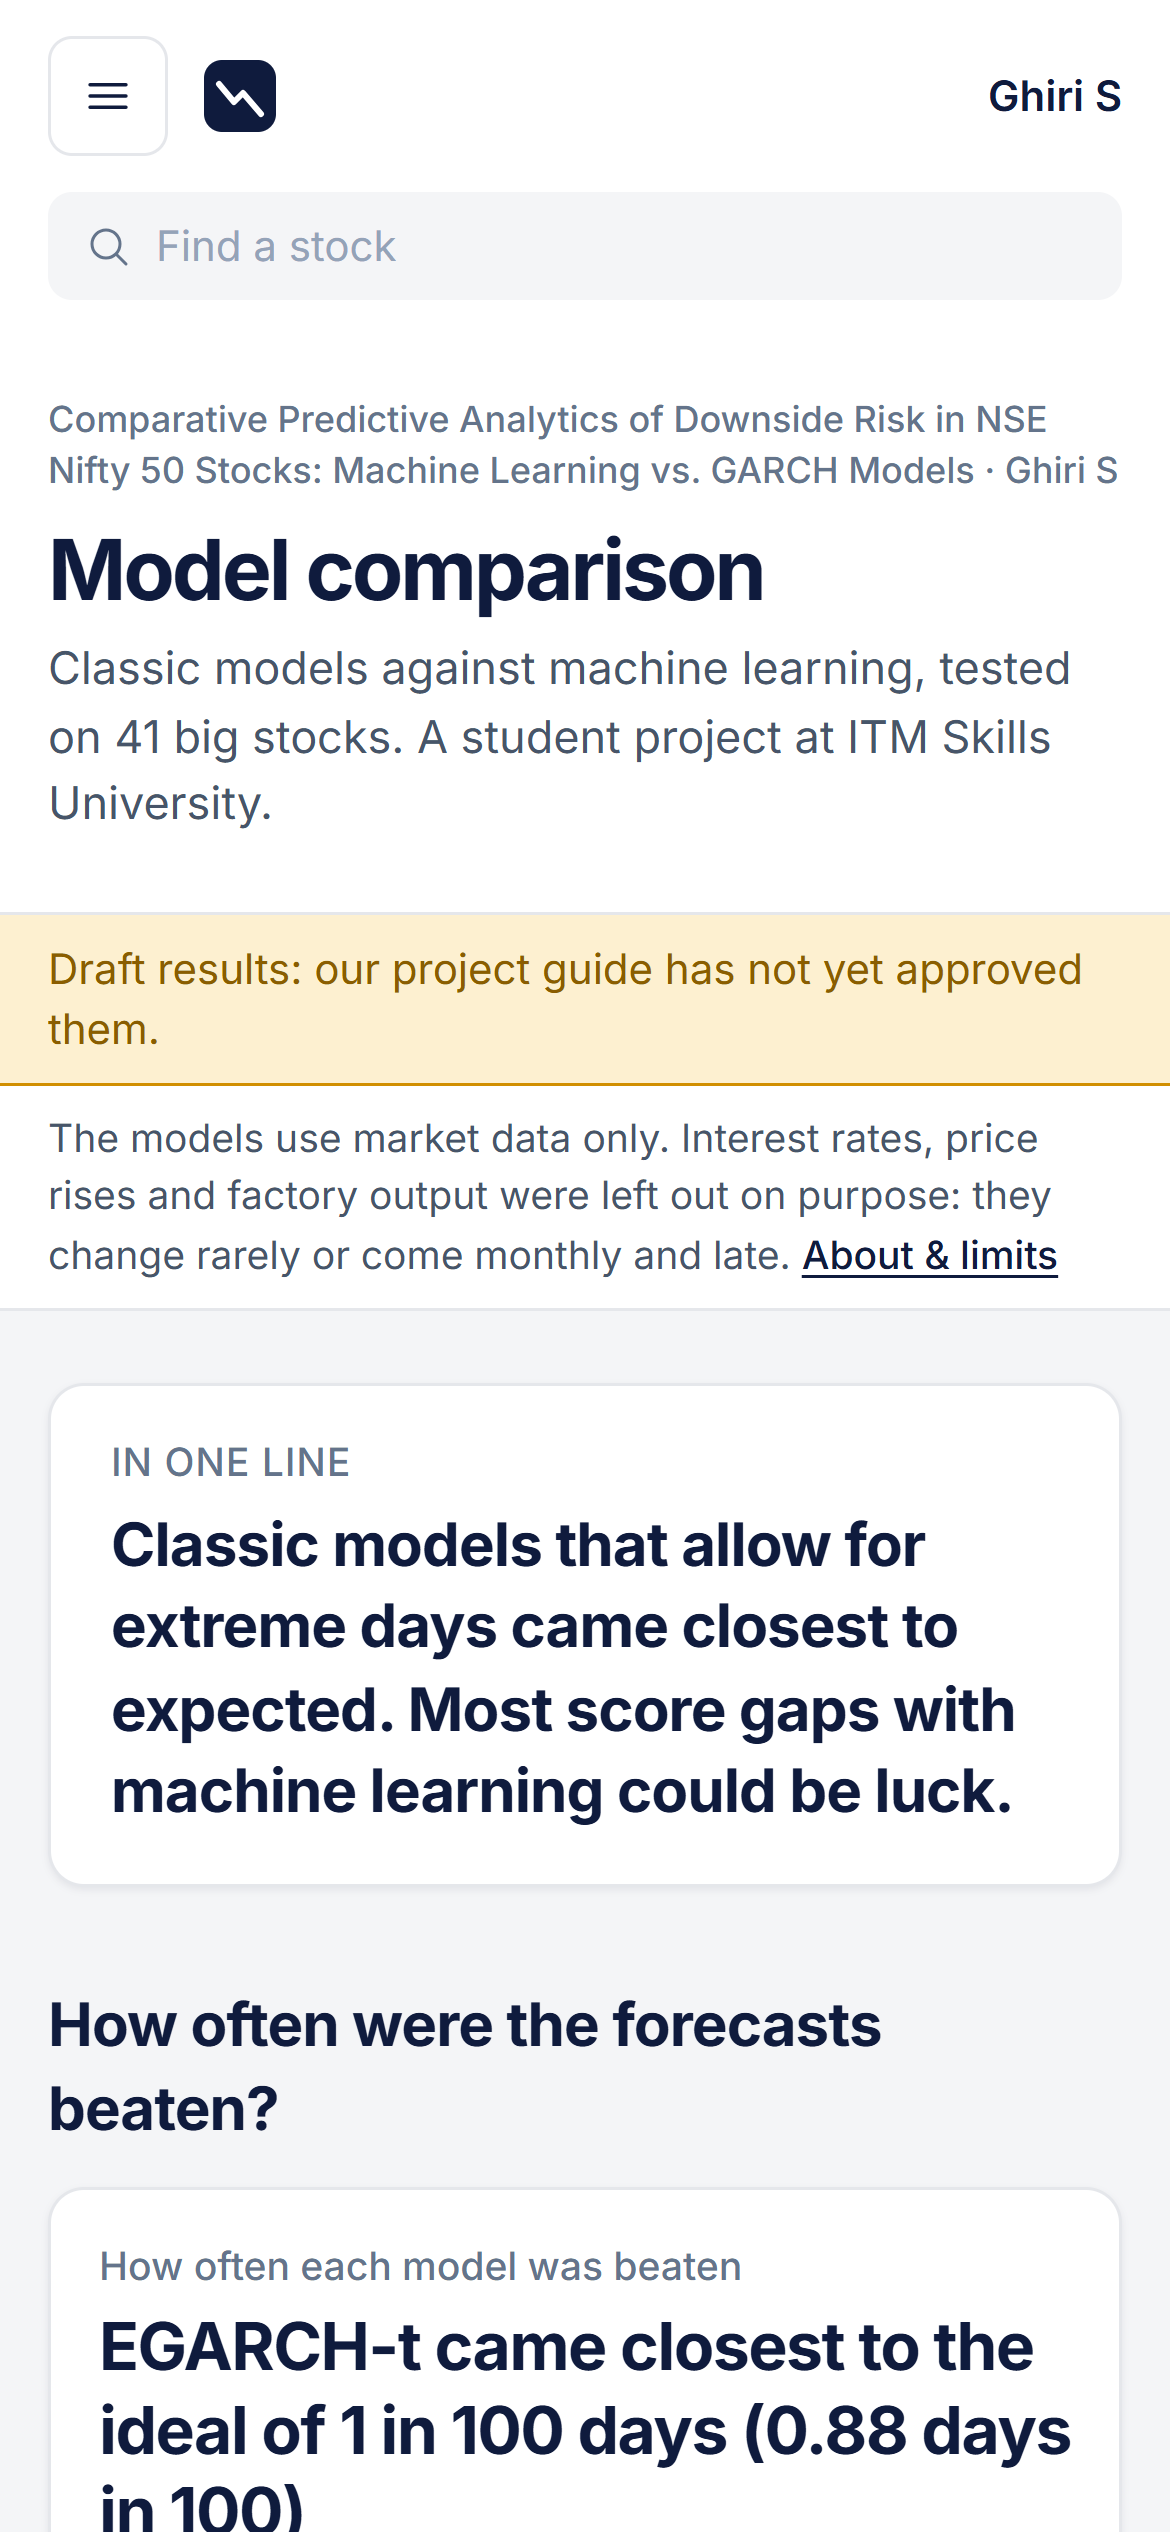 Ghiri S
Find a stock
Comparative Predictive Analytics of Downside Risk in NSE
Nifty 50 Stocks: Machine Learning vs. GARCH Models · Ghiri S
Model comparison
Classic models against machine learning, tested
on 41 big stocks. A student project at ITM Skills
University.
Draft results: our project guide has not yet approved
them.
The models use market data only. Interest rates, price
rises and factory output were left out on purpose: they
change rarely or come monthly and late. About & limits
IN ONE LINE
Classic models that allow for
extreme days came closest to
expected. Most score gaps with
machine learning could be luck.
How often were the forecasts
beaten?
How often each model was beaten
EGARCH-t came closest to the
ideal of 1 in 100 days (0.88 days
in 100)